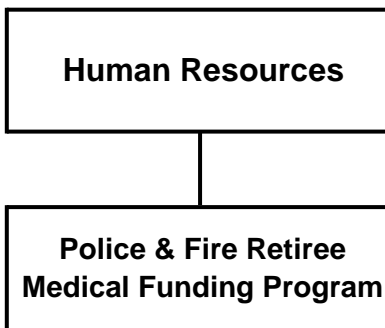 Human Resources
Police & Fire Retiree
Medical Funding Program